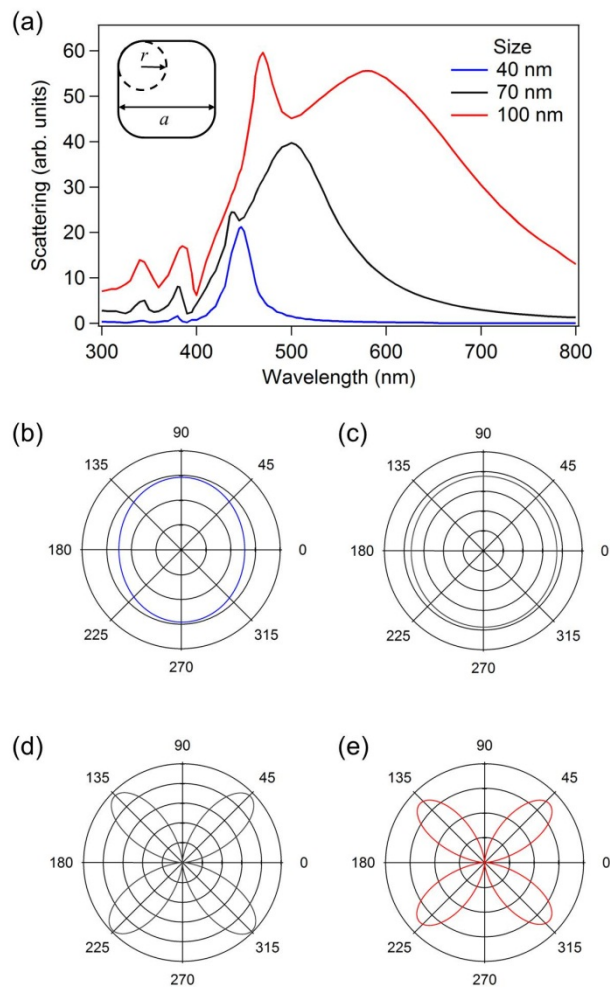 (a)
60
50
40
30
20
10
0
Scattering (arb. units)
r
a
Size
40 nm
70 nm
100 nm
300 400 500 600 700 800
Wavelength (nm)
(b) (c)
90 90
135 45 135 45
180 0 180 0
225 315 225 315
270 270
(d) (e)
90 90
135 45 135 45
180 0 180 0
225 315 225 315
270 270